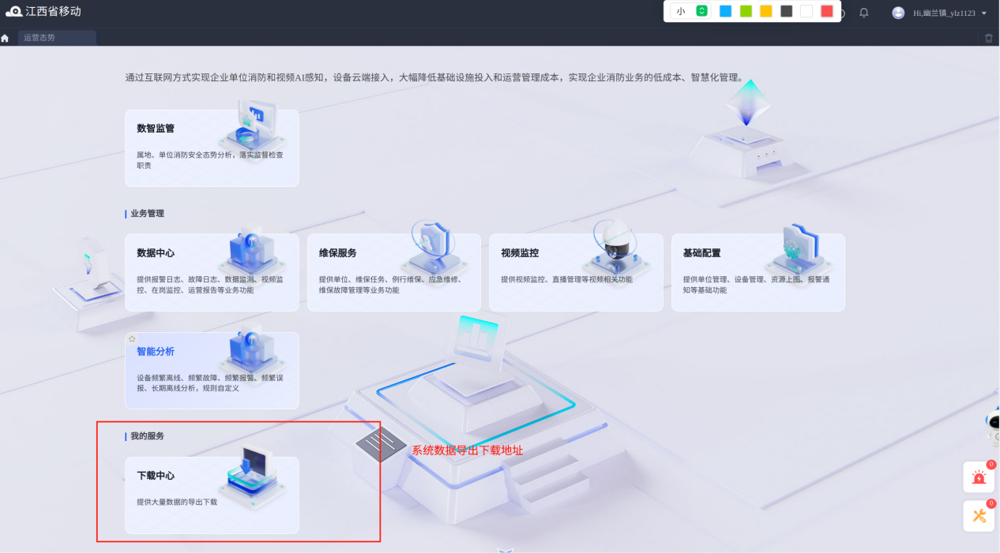 江西省移动
小
Hi,幽兰镇_ylz1123
运营态势
通过互联网方式实现企业单位消防和视频AI感知，设备云端接入，大幅降低基础设施投入和运营管理成本，实现企业消防业务的低成本、智慧化管理。
数智监管
属地、单位消防安全态势分析，落实监督检查
职责
业务管理
数据中心
提供报警日志、故障日志、数据监测、视频监
控、在岗监控、运营报告等业务功能
维保服务
提供单位、维保任务、例行维保、应急维修、
维保故障管理等业务功能
视频监控
提供视频监控、直播管理等视频相关功能
基础配置
提供单位管理、设备管理、资源上图、报警通
知等基础功能
智能分析
设备频繁离线、频繁故障、频繁报警、频繁误
报、长期离线分析，规则自定义
我的服务
系统数据导出下载地址
下载中心
提供大量数据的导出下载
0
0